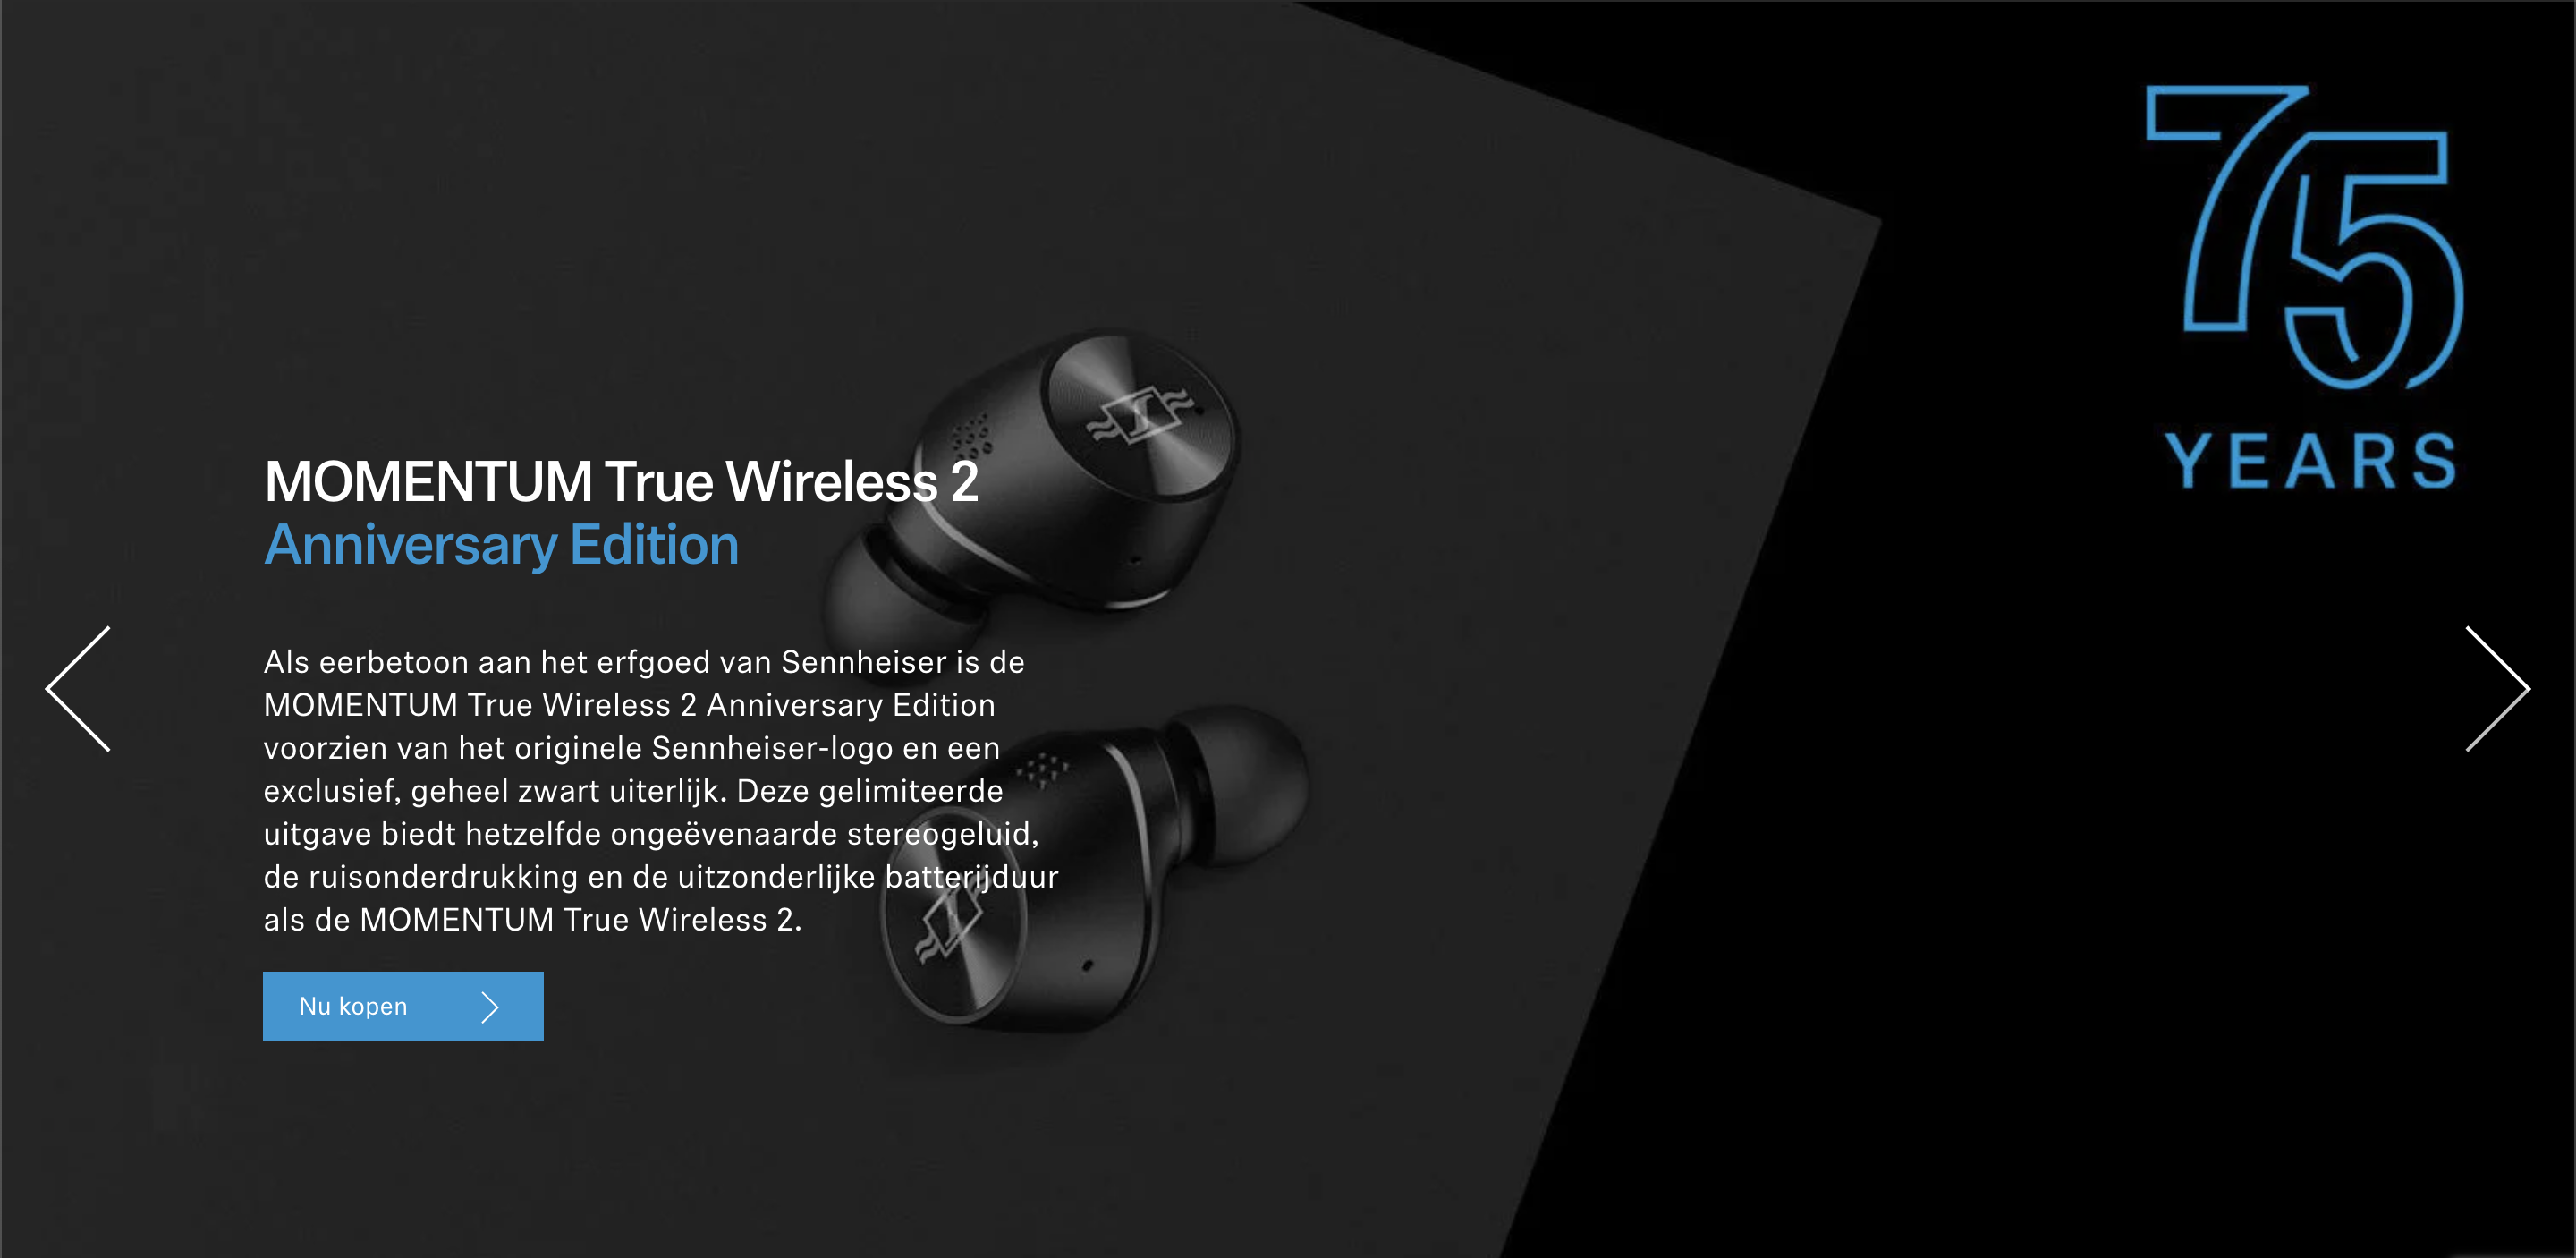 75
YEARS
MOMENTUM True Wireless 2
Anniversary Edition
Als eerbetoon aan het erfgoed van Sennheiser is de
MOMENTUM True Wireless 2 Anniversary Edition
voorzien van het originele Sennheiser-logo en een
exclusief, geheel zwart uiterlijk. Deze gelimiteerde
uitgave biedt hetzelfde ongeëvenaarde stereogeluid,
de ruisonderdrukking en de uitzonderlijke batterijduur
als de MOMENTUM True Wireless 2.
Nu kopen